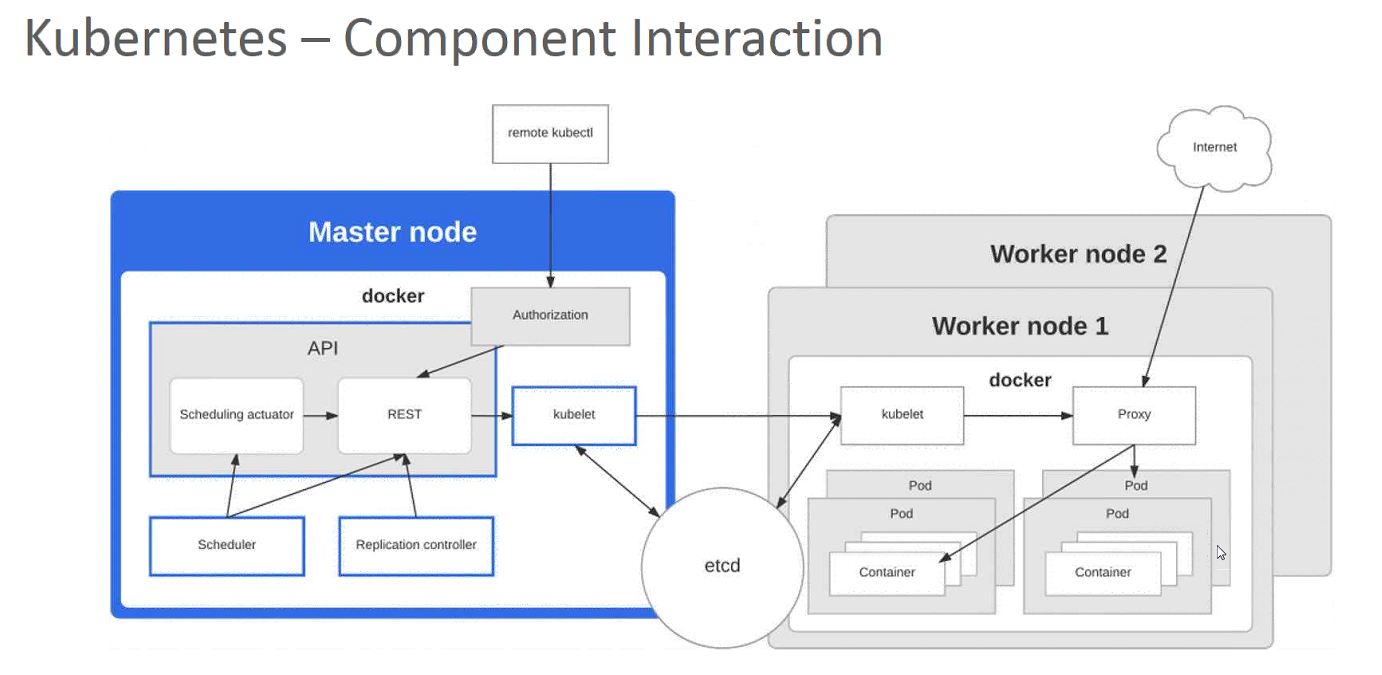 Kubernetes – Component Interaction
remote kubectl
Internet
Master node
Worker node 2
docker
Authorization
Worker node 1
API
docker
Scheduling actuator
REST
kubelet
kubelet
Proxy
Pod
Pod
Pod
Pod
Scheduler
Replication controller
etcd
Container
Container